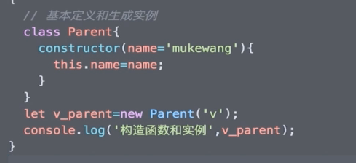 {
// 基本定义和生成实例
class Parent{
constructor(name='mukewang'){
this.name=name;
}
}
let v_parent=new Parent('v');
console.log('构造函数和实例',v_parent);
}